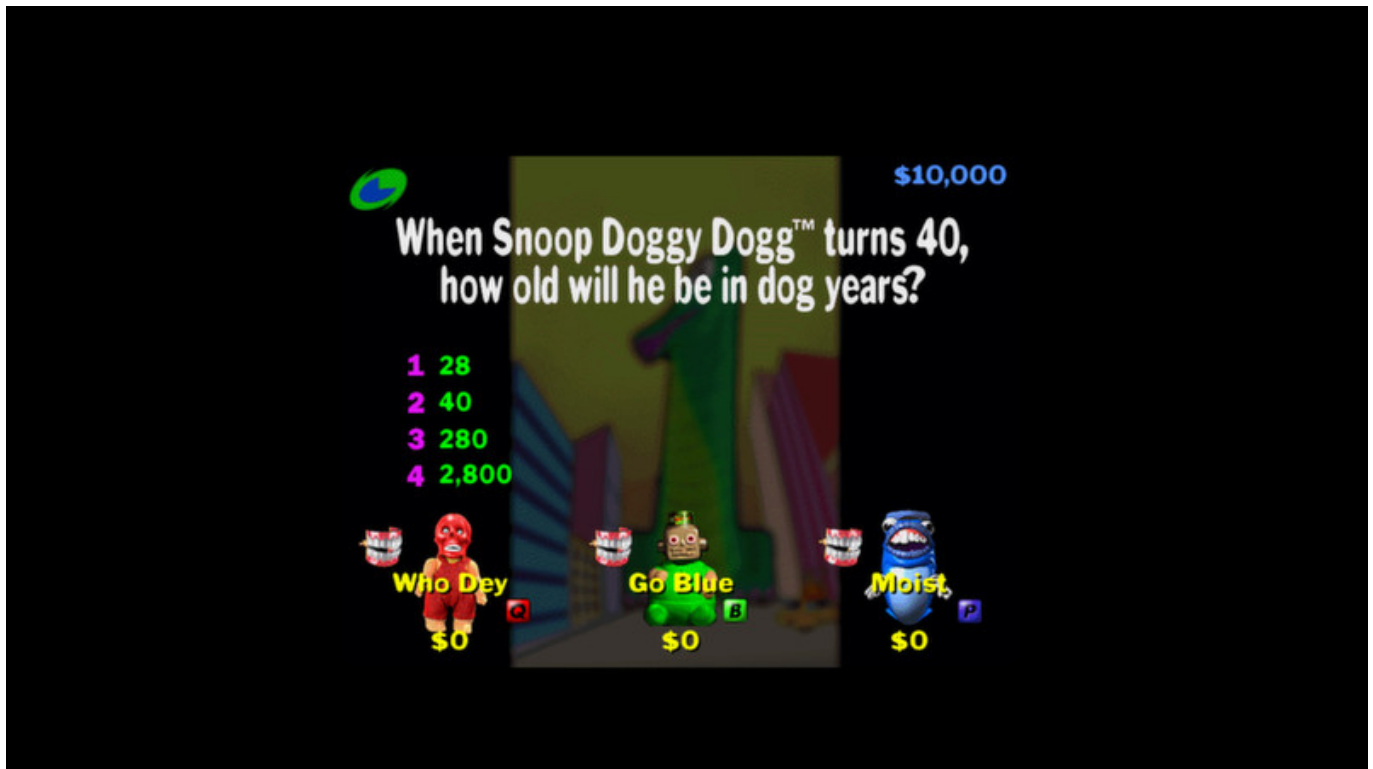 $10,000
When Snoop Doggy Dogg™ turns 40,
how old will he be in dog years?
1 28
2 40
3 280
4 2,800
Who Dey Go Blue Moist
Q B P
$0 $0 $0